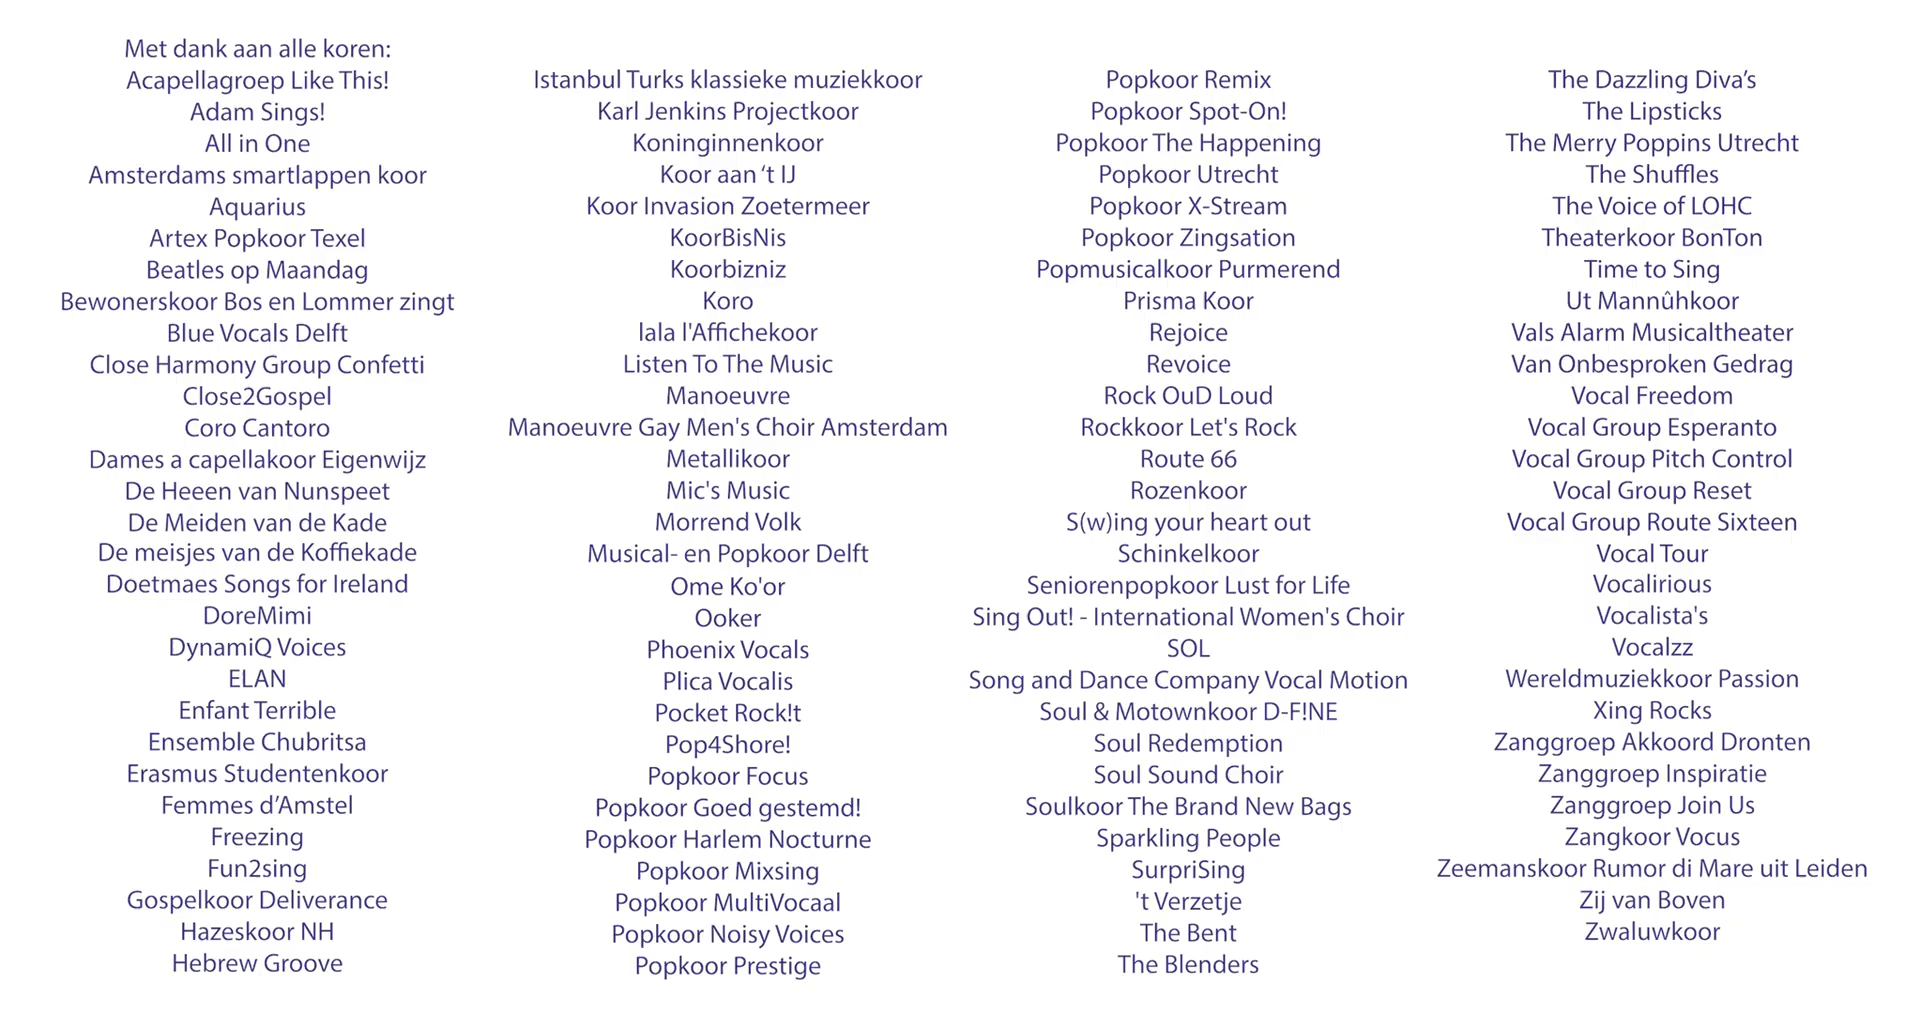 Met dank aan alle koren:
Acapellagroep Like This!
Adam Sings!
All in One
Amsterdams smartlappen koor
Aquarius
Artex Popkoor Texel
Beatles op Maandag
Bewonerskoor Bos en Lommer zingt
Blue Vocals Delft
Close Harmony Group Confetti
Close2Gospel
Coro Cantoro
Dames a capellakoor Eigenwijz
De Heeen van Nunspeet
De Meiden van de Kade
De meisjes van de Koffiekade
Doetmaes Songs for Ireland
DoreMimi
DynamiQ Voices
ELAN
Enfant Terrible
Ensemble Chubritsa
Erasmus Studentenkoor
Femmes d’Amstel
Freezing
Fun2sing
Gospelkoor Deliverance
Hazeskoor NH
Hebrew Groove
Istanbul Turks klassieke muziekkoor
Karl Jenkins Projectkoor
Koninginnenkoor
Koor aan ‘t IJ
Koor Invasion Zoetermeer
KoorBisNis
Koorbizniz
Koro
lala l'Affichekoor
Listen To The Music
Manoeuvre
Manoeuvre Gay Men's Choir Amsterdam
Metallikoor
Mic's Music
Morrend Volk
Musical- en Popkoor Delft
Ome Ko'or
Ooker
Phoenix Vocals
Plica Vocalis
Pocket Rock!t
Pop4Shore!
Popkoor Focus
Popkoor Goed gestemd!
Popkoor Harlem Nocturne
Popkoor Mixsing
Popkoor MultiVocaal
Popkoor Noisy Voices
Popkoor Prestige
Popkoor Remix
Popkoor Spot-On!
Popkoor The Happening
Popkoor Utrecht
Popkoor X-Stream
Popkoor Zingsation
Popmusicalkoor Purmerend
Prisma Koor
Rejoice
Revoice
Rock OuD Loud
Rockkoor Let's Rock
Route 66
Rozenkoor
S(w)ing your heart out
Schinkelkoor
Seniorenpopkoor Lust for Life
Sing Out! - International Women's Choir
SOL
Song and Dance Company Vocal Motion
Soul & Motownkoor D-F!NE
Soul Redemption
Soul Sound Choir
Soulkoor The Brand New Bags
Sparkling People
SurpriSing
't Verzetje
The Bent
The Blenders
The Dazzling Diva’s
The Lipsticks
The Merry Poppins Utrecht
The Shuffles
The Voice of LOHC
Theaterkoor BonTon
Time to Sing
Ut Mannûhkoor
Vals Alarm Musicaltheater
Van Onbesproken Gedrag
Vocal Freedom
Vocal Group Esperanto
Vocal Group Pitch Control
Vocal Group Reset
Vocal Group Route Sixteen
Vocal Tour
Vocalirious
Vocalista's
Vocalzz
Wereldmuziekkoor Passion
Xing Rocks
Zanggroep Akkoord Dronten
Zanggroep Inspiratie
Zanggroep Join Us
Zangkoor Vocus
Zeemanskoor Rumor di Mare uit Leiden
Zij van Boven
Zwaluwkoor